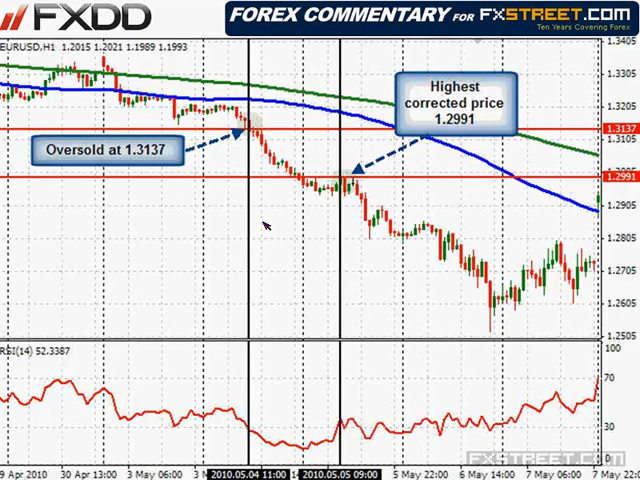 FXDD
FOREX COMMENTARY FOR FXSTREET.COM
Ten Years Covering Forex
EURUSD,H1 1.2015 1.2021 1.1989 1.1993
1.3405
1.3305
1.3205
1.3137
1.3105
1.2991
1.2905
1.2805
1.2705
1.2605
1.2505
Highest
corrected price
1.2991
Oversold at 1.3137
RSI(14) 52.3387
100
70
30
0
FXSTREET.COM
29 Apr 2010 30 Apr 13:00 3 May 06:00 2010.05.04 11:00 2010.05.05 09:00 5 May 22:00 6 May 14:00 7 May 06:00 7 May 22:00